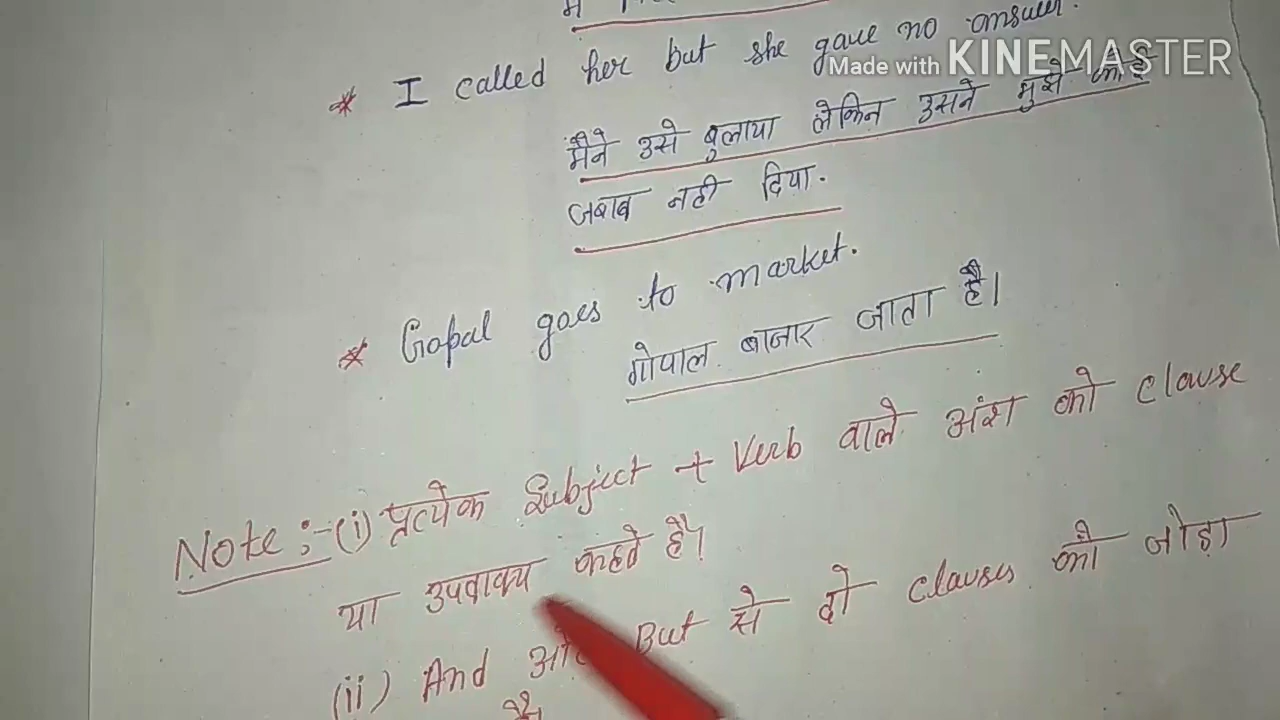 में
* I called her but she gave no answer.
Made with KINEMASTER
मैने उसे बुलाया लेकिन उसने मुझे कोई
जबाब नही दिया.
* Gopal goes to market.
गोपाल बाजार जाता है।
Note:-(i) प्रत्येक Subject + Verb वाले अंश को clause
या उपवाक्य कहते है।
(ii) And और But से दो clauses को जोड़ा
है